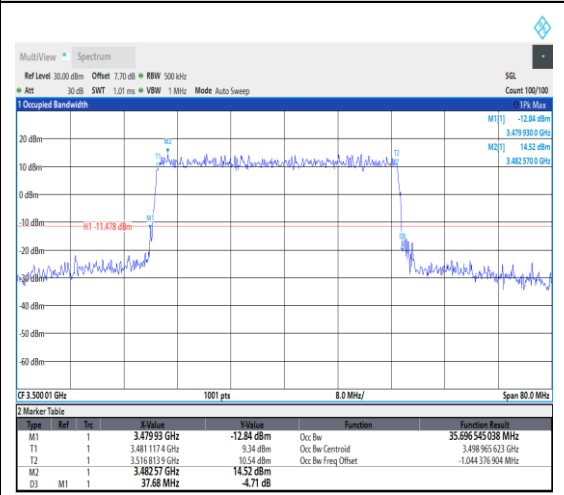 MultiView Spectrum
Ref Level 30.00 dBm Offset 7.70 dB RBW 500 kHz SGL
Att 30 dB SWT 1.01 ms VBW 1 MHz Mode Auto Sweep Count 100/100
1 Occupied Bandwidth 1Pk Max
M1[1] -12.84 dBm
3.479 930 0 GHz
M2[1] 14.52 dBm
3.482 570 0 GHz
20 dBm
M2
T1
T2
10 dBm
0 dBm
-10 dBm
M1
H1 -11.478 dBm
D3
-20 dBm
-30 dBm
-40 dBm
-50 dBm
-60 dBm
CF 3.500 01 GHz 1001 pts 8.0 MHz/ Span 80.0 MHz
2 Marker Table
Type Ref Trc X-Value Y-Value Function Function Result
M1 1 3.479 93 GHz -12.84 dBm Occ Bw 35.696 545 038 MHz
T1 1 3.481 117 4 GHz 9.34 dBm Occ Bw Centroid 3.498 965 623 GHz
T2 1 3.516 813 9 GHz 10.54 dBm Occ Bw Freq Offset -1.044 376 904 MHz
M2 1 3.482 57 GHz 14.52 dBm
D3 M1 1 37.68 MHz -4.71 dB